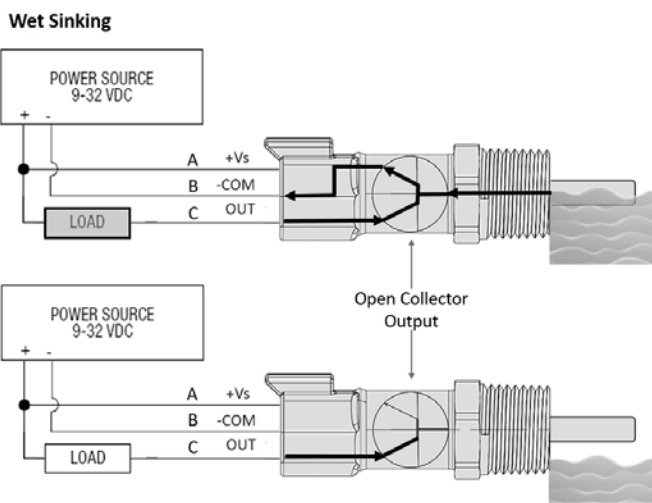 Wet Sinking
POWER SOURCE
9-32 VDC
+ -
A +Vs
B -COM
C OUT
LOAD
Open Collector
Output
POWER SOURCE
9-32 VDC
+ -
A +Vs
B -COM
C OUT
LOAD